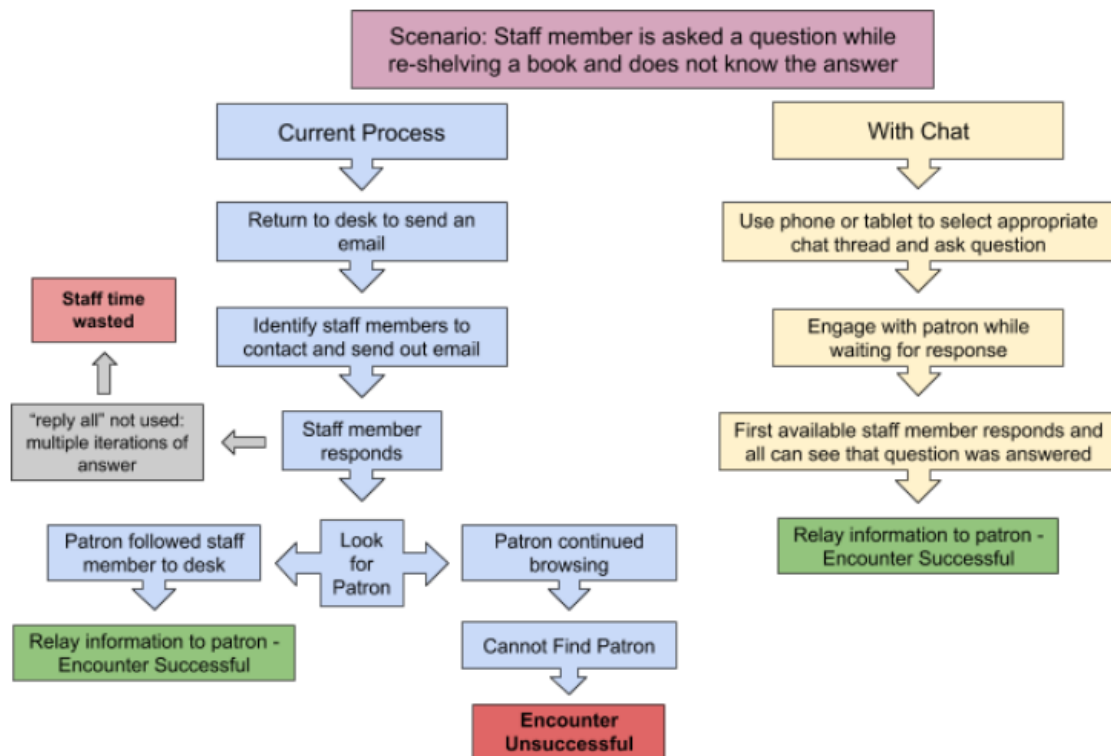 Scenario: Staff member is asked a question while
re-shelving a book and does not know the answer
Current Process
Return to desk to send an
email
Identify staff members to
contact and send out email
Staff member
responds
“reply all” not used:
multiple iterations of
answer
Staff time
wasted
Look
for
Patron
Patron followed staff
member to desk
Relay information to patron -
Encounter Successful
Patron continued
browsing
Cannot Find Patron
Encounter
Unsuccessful
With Chat
Use phone or tablet to select appropriate
chat thread and ask question
Engage with patron while
waiting for response
First available staff member responds and
all can see that question was answered
Relay information to patron -
Encounter Successful